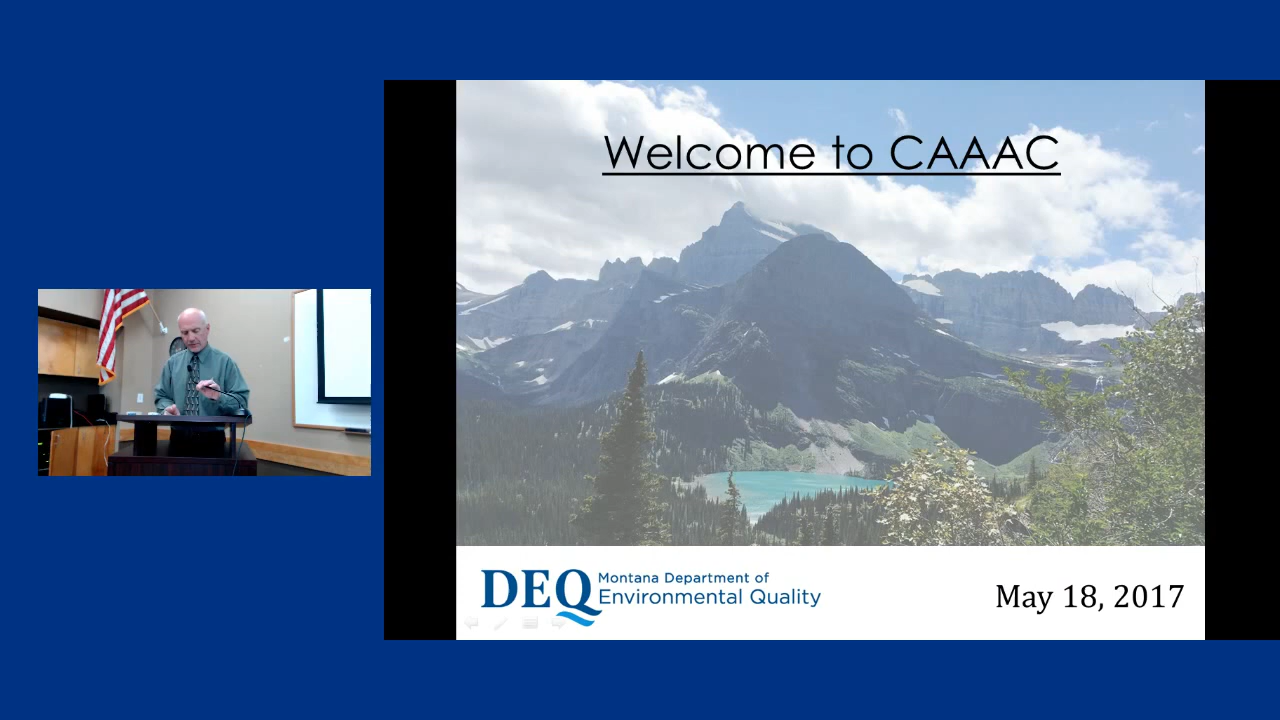 Welcome to CAAAC
DEQ
Montana Department of
Environmental Quality
May 18, 2017